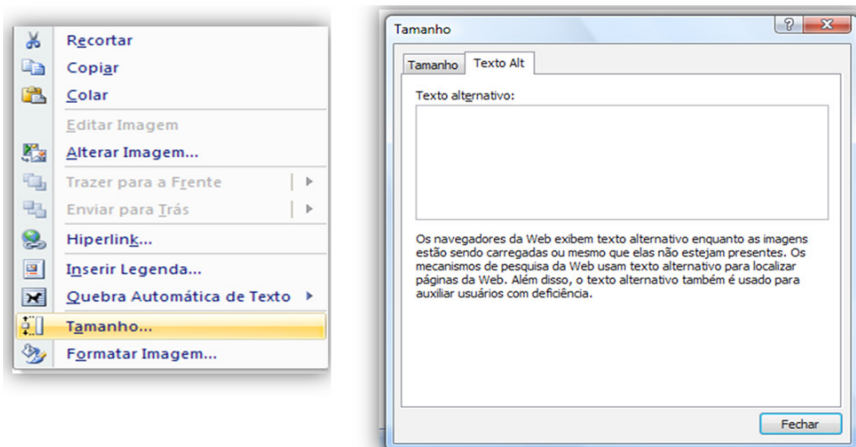 Recortar
Copiar
Colar
Editar Imagem
Alterar Imagem...
Trazer para a Frente
Enviar para Trás
Hiperlink...
Inserir Legenda...
Quebra Automática de Texto
Tamanho...
Formatar Imagem...
Tamanho
Tamanho Texto Alt
Texto alternativo:
Os navegadores da Web exibem texto alternativo enquanto as imagens
estão sendo carregadas ou mesmo que elas não estejam presentes. Os
mecanismos de pesquisa da Web usam texto alternativo para localizar
páginas da Web. Além disso, o texto alternativo também é usado para
auxiliar usuários com deficiência.
Fechar